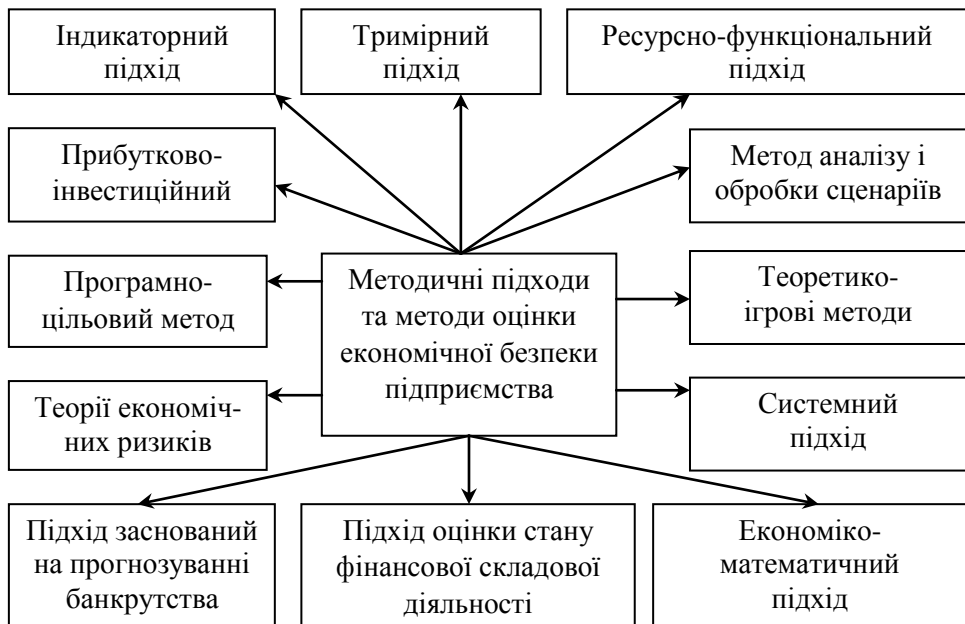 Індикаторний
підхід
Тримірний
підхід
Ресурсно-функціональний
підхід
Прибутково-
інвестиційний
Метод аналізу і
обробки сценаріїв
Програмно-
цільовий метод
Методичні підходи
та методи оцінки
економічної безпеки
підприємства
Теоретико-
ігрові методи
Теорії економіч-
них ризиків
Системний
підхід
Підхід заснований
на прогнозуванні
банкрутства
Підхід оцінки стану
фінансової складової
діяльності
Економіко-
математичний
підхід